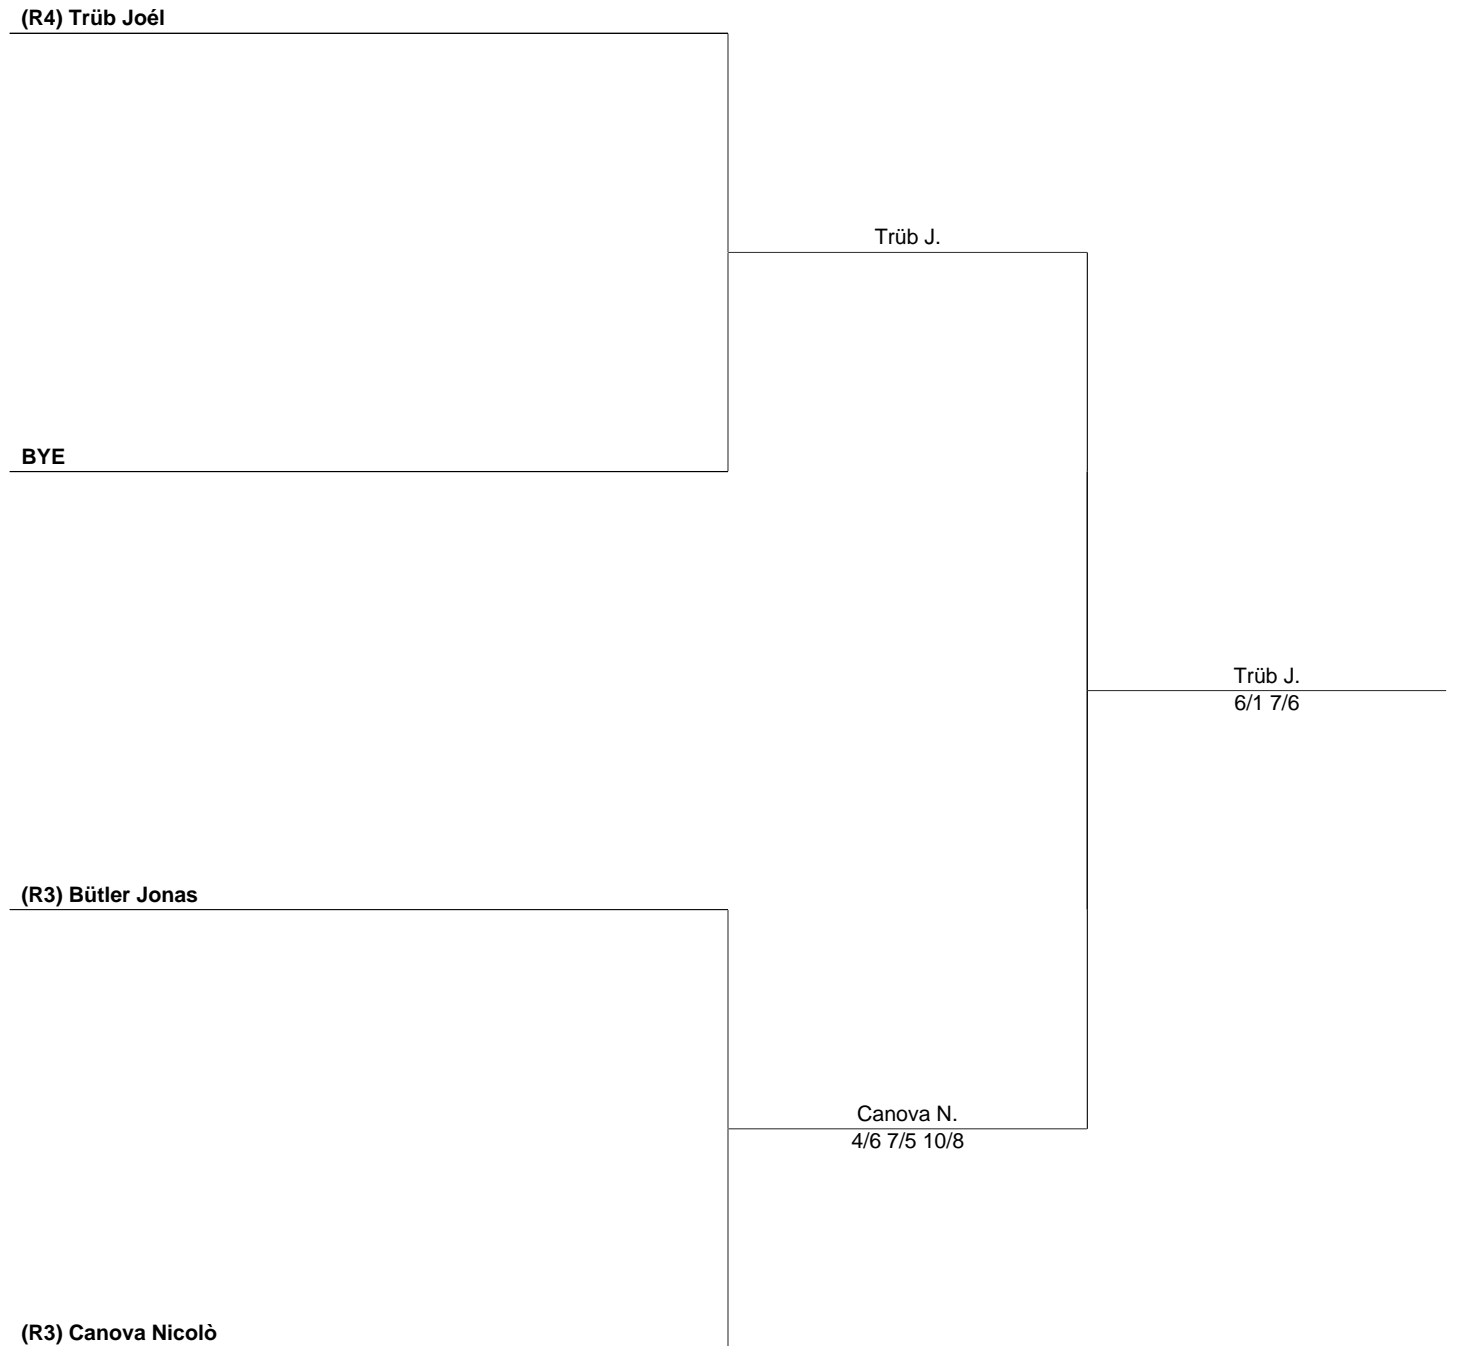 (R4) Trüb Joél
Trüb J.
BYE
Trüb J.
6/1 7/6
(R3) Bütler Jonas
Canova N.
4/6 7/5 10/8
(R3) Canova Nicolò